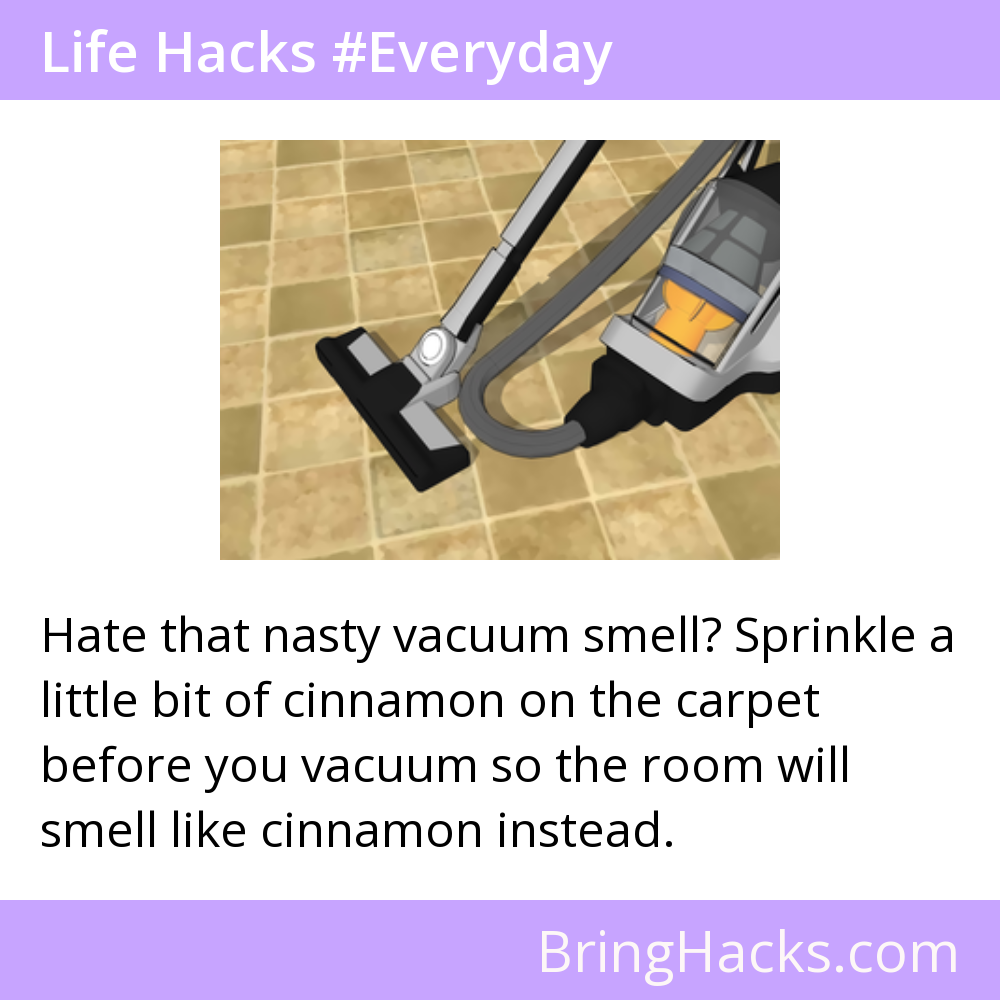 Life Hacks #Everyday
Hate that nasty vacuum smell? Sprinkle a
little bit of cinnamon on the carpet
before you vacuum so the room will
smell like cinnamon instead.
BringHacks.com